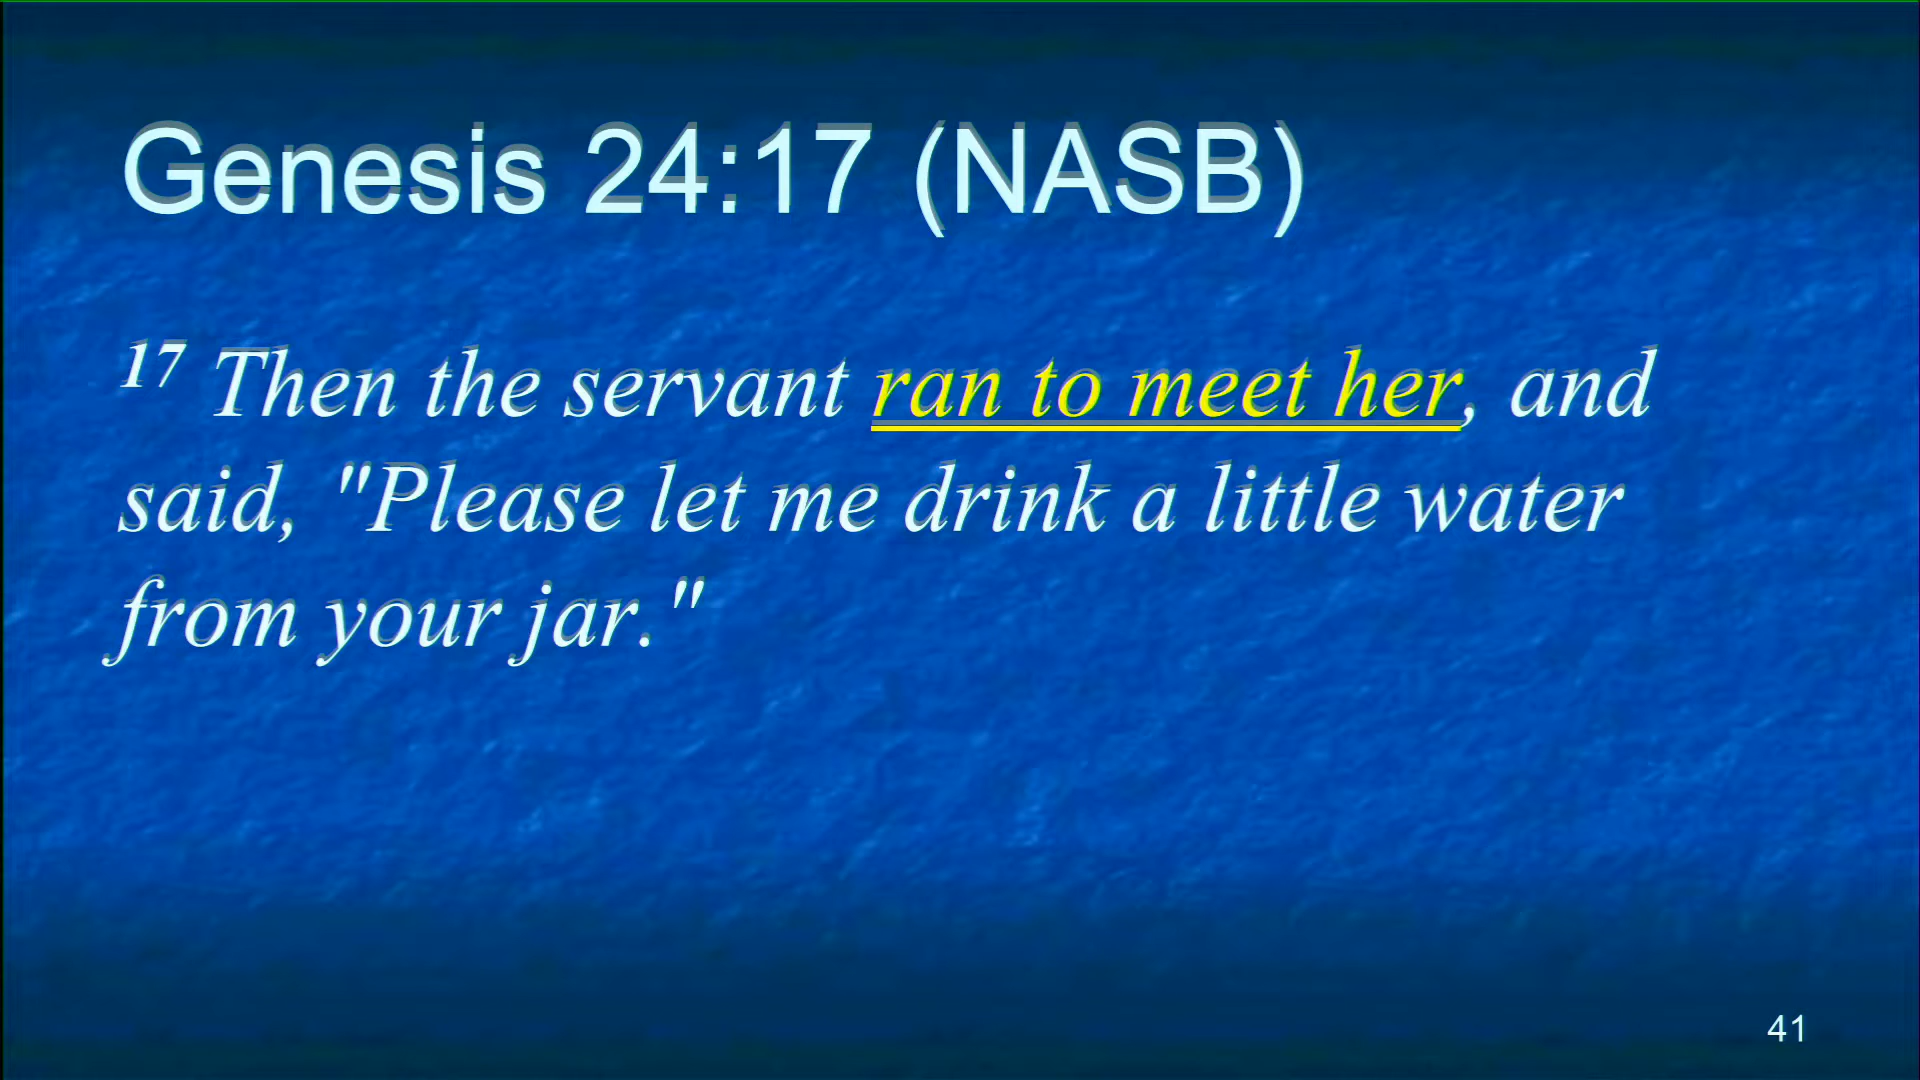 Genesis 24:17 (NASB)
17 Then the servant ran to meet her, and
said, "Please let me drink a little water
from your jar."
41